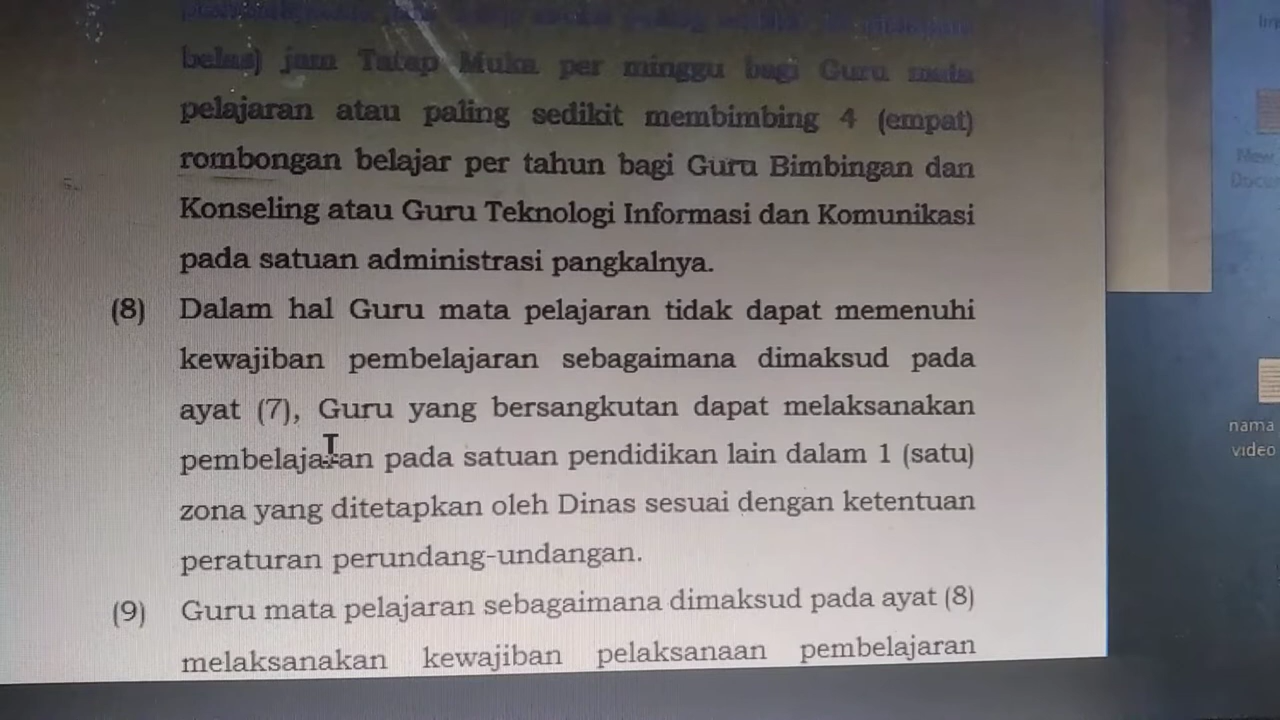 belas) jam Tatap Muka per minggu bagi Guru mata
pelajaran atau paling sedikit membimbing 4 (empat)
rombongan belajar per tahun bagi Guru Bimbingan dan
Konseling atau Guru Teknologi Informasi dan Komunikasi
pada satuan administrasi pangkalnya.
(8) Dalam hal Guru mata pelajaran tidak dapat memenuhi
kewajiban pembelajaran sebagaimana dimaksud pada
ayat (7), Guru yang bersangkutan dapat melaksanakan
pembelajaran pada satuan pendidikan lain dalam 1 (satu)
zona yang ditetapkan oleh Dinas sesuai dengan ketentuan
peraturan perundang-undangan.
(9) Guru mata pelajaran sebagaimana dimaksud pada ayat (8)
melaksanakan kewajiban pelaksanaan pembelajaran
New
nama
video